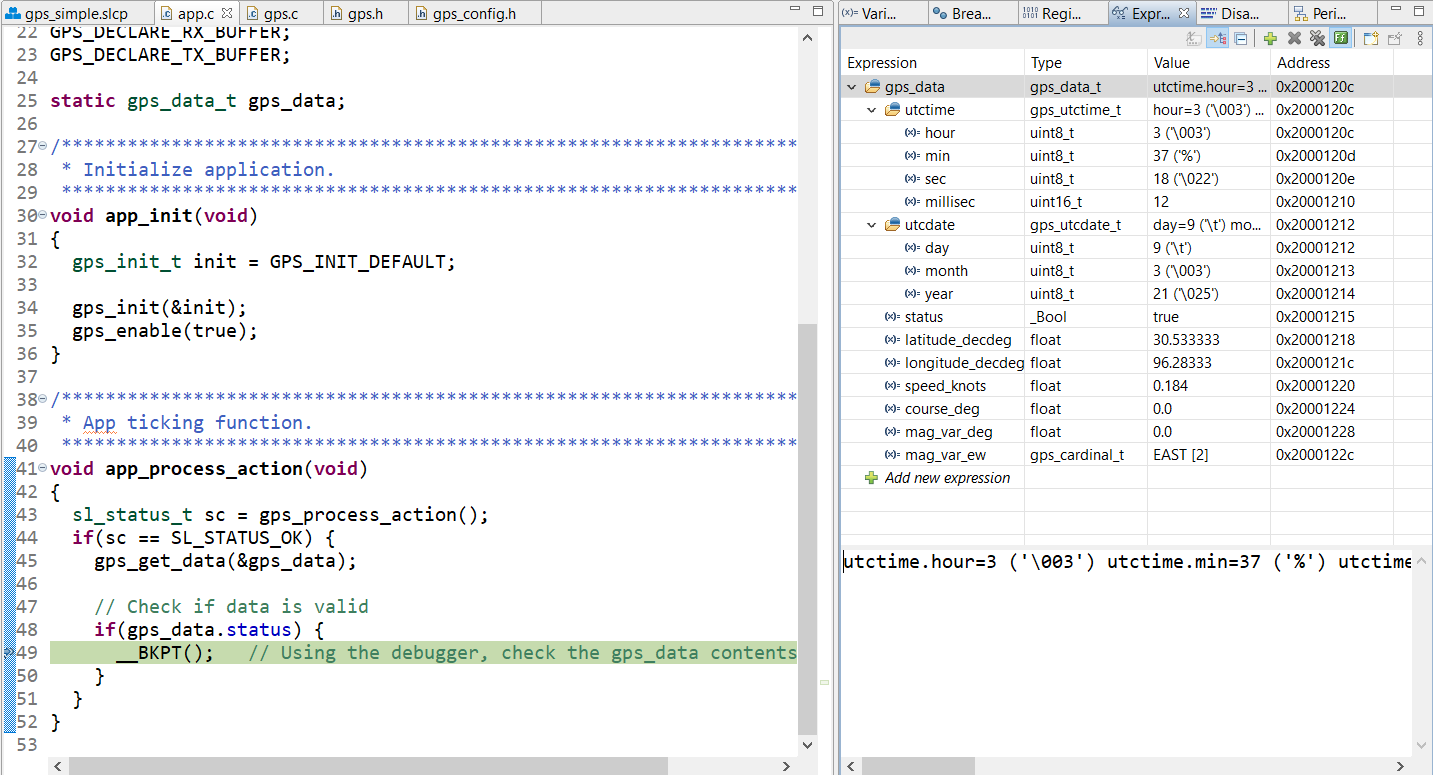 gps_simple.slcp app.c gps.c gps.h gps_config.h
22 GPS_DECLARE_RX_BUFFER;
23 GPS_DECLARE_TX_BUFFER;
24
25 static gps_data_t gps_data;
26
27 /*******************************************************************
28  * Initialize application.
29  *******************************************************************
30 void app_init(void)
31 {
32   gps_init_t init = GPS_INIT_DEFAULT;
33
34   gps_init(&init);
35   gps_enable(true);
36 }
37
38 /*******************************************************************
39  * App ticking function.
40  *******************************************************************
41 void app_process_action(void)
42 {
43   sl_status_t sc = gps_process_action();
44   if(sc == SL_STATUS_OK) {
45     gps_get_data(&gps_data);
46
47     // Check if data is valid
48     if(gps_data.status) {
49       __BKPT();   // Using the debugger, check the gps_data contents
50     }
51   }
52 }
53
(x)= Vari... Brea... Regi... Expr... Disa... Peri...
Expression Type Value Address
gps_data gps_data_t utctime.hour=3 ... 0x2000120c
utctime gps_utctime_t hour=3 ('\003') ... 0x2000120c
(x)= hour uint8_t 3 ('\003') 0x2000120c
(x)= min uint8_t 37 ('%') 0x2000120d
(x)= sec uint8_t 18 ('\022') 0x2000120e
(x)= millisec uint16_t 12 0x20001210
utcdate gps_utcdate_t day=9 ('\t') mo... 0x20001212
(x)= day uint8_t 9 ('\t') 0x20001212
(x)= month uint8_t 3 ('\003') 0x20001213
(x)= year uint8_t 21 ('\025') 0x20001214
(x)= status _Bool true 0x20001215
(x)= latitude_decdeg float 30.533333 0x20001218
(x)= longitude_decdeg float 96.28333 0x2000121c
(x)= speed_knots float 0.184 0x20001220
(x)= course_deg float 0.0 0x20001224
(x)= mag_var_deg float 0.0 0x20001228
(x)= mag_var_ew gps_cardinal_t EAST [2] 0x2000122c
Add new expression
utctime.hour=3 ('\003') utctime.min=37 ('%') utctime